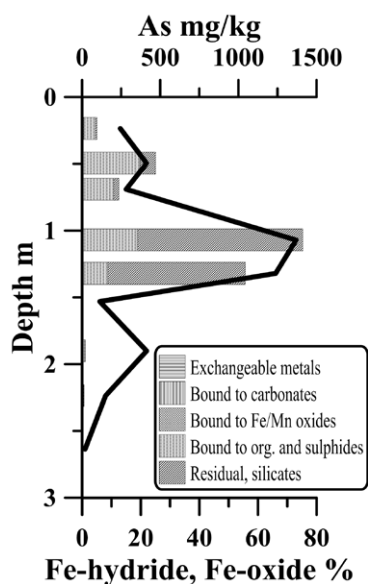 As mg/kg
0 500 1000 1500
0
1
2
3
Depth m
Exchangeable metals
Bound to carbonates
Bound to Fe/Mn oxides
Bound to org. and sulphides
Residual, silicates
0 20 40 60 80
Fe-hydride, Fe-oxide %